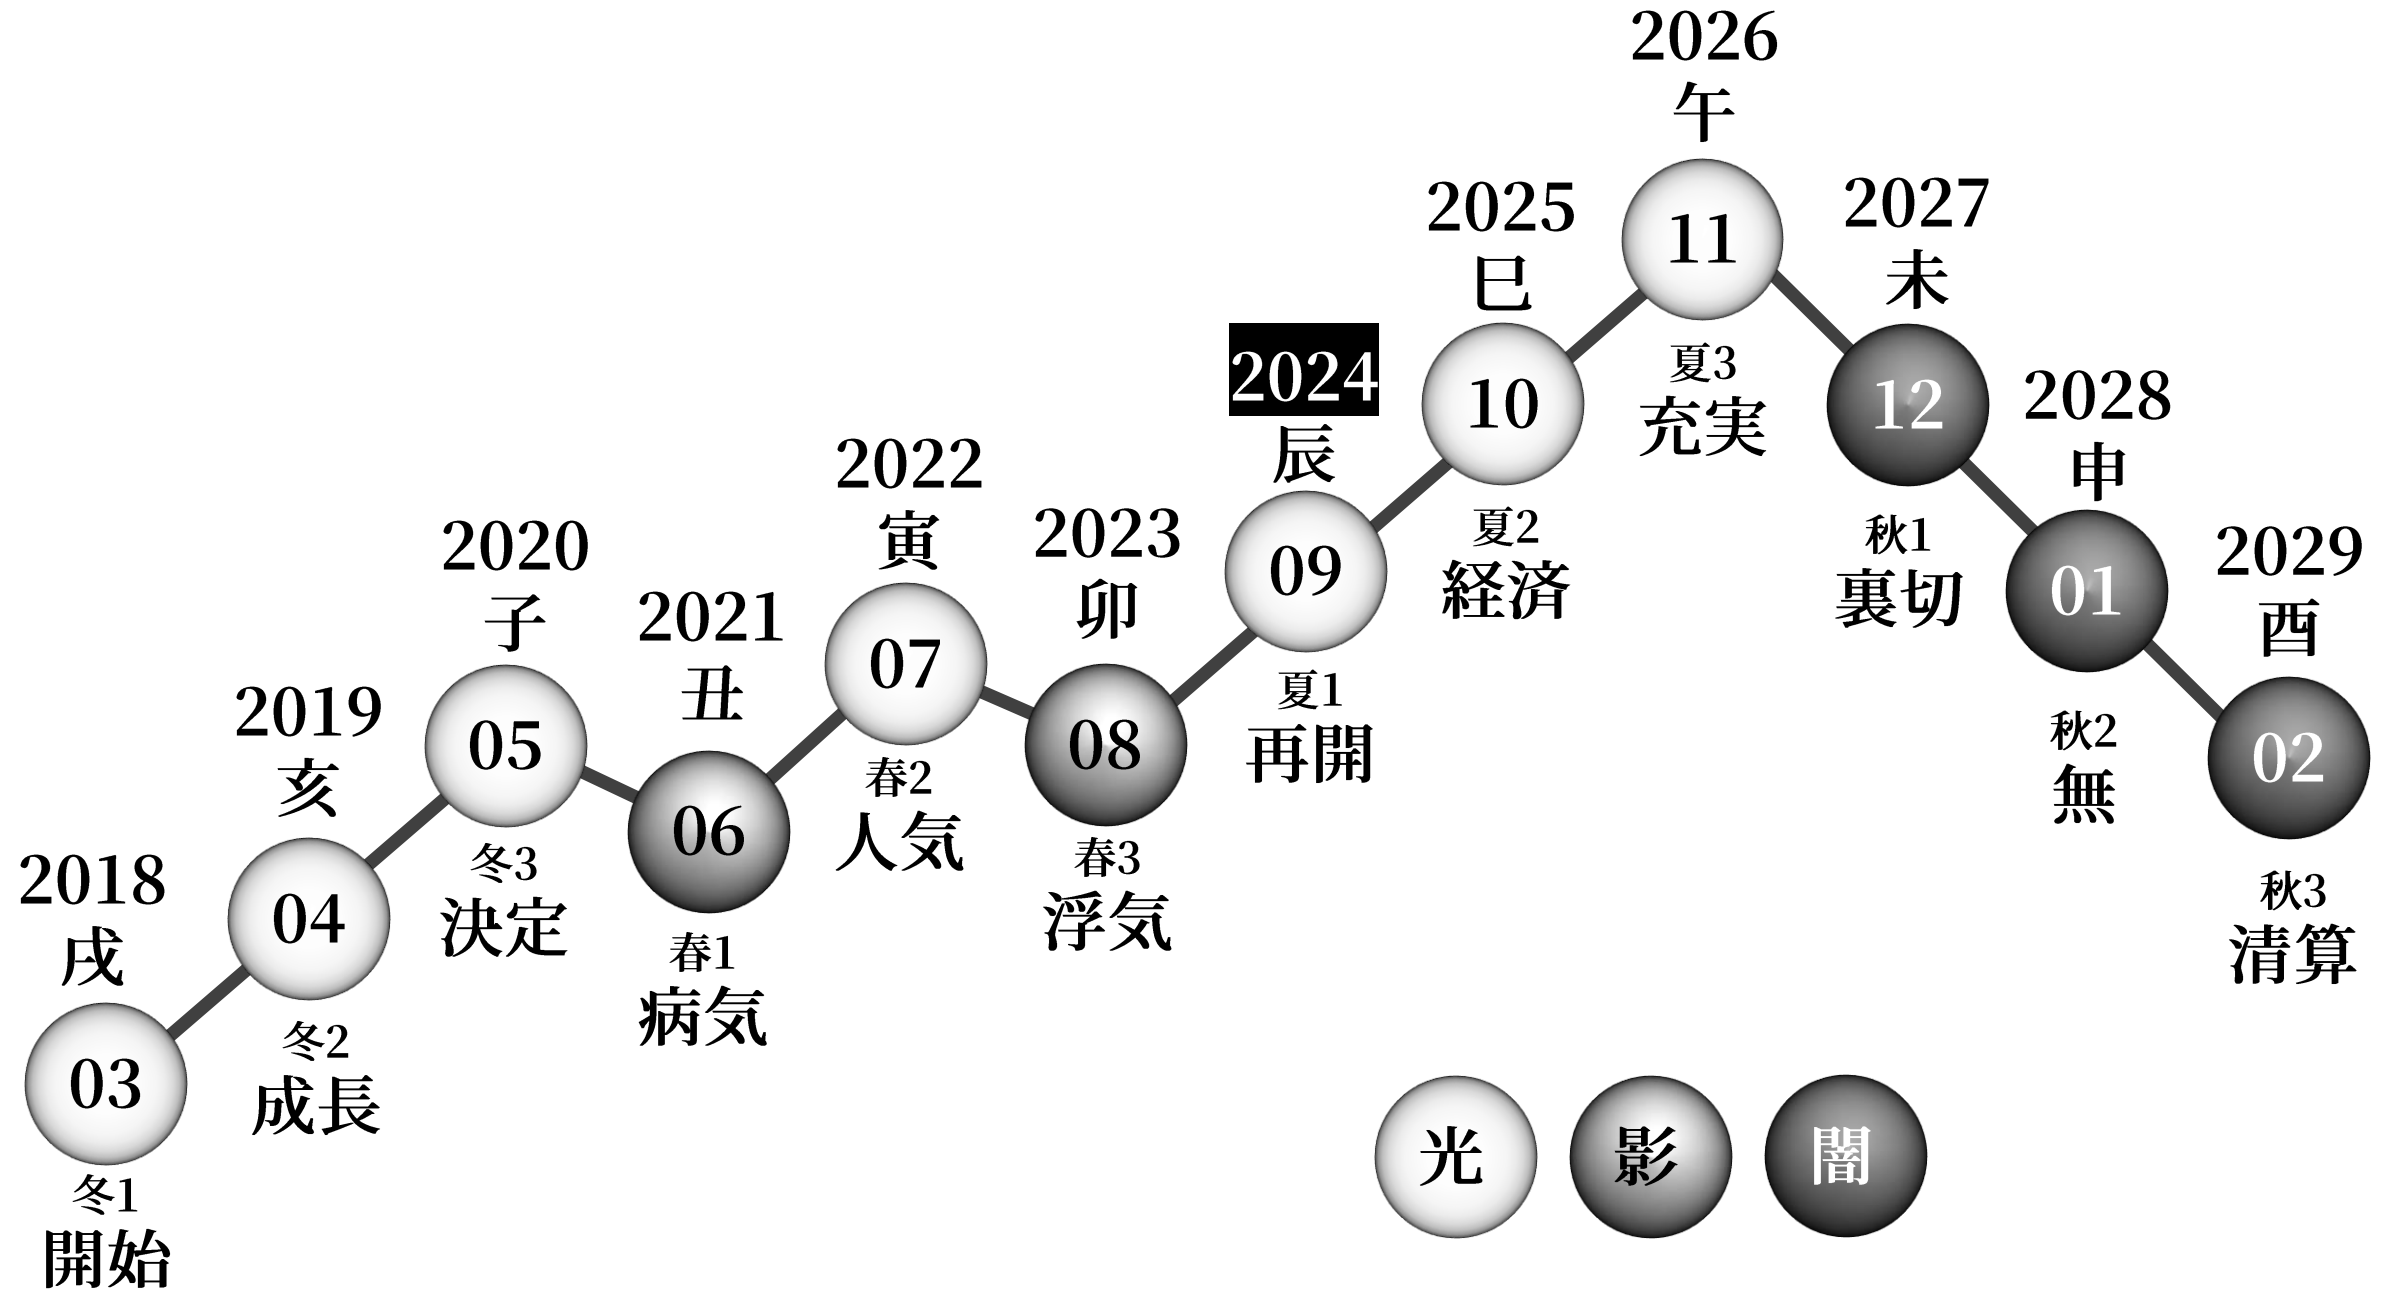 2018
戌
03
冬1
開始
2019
亥
04
冬2
成長
2020
子
05
冬3
決定
2021
丑
06
春1
病気
2022
寅
07
春2
人気
2023
卯
08
春3
浮気
2024
辰
09
夏1
再開
2025
巳
10
夏2
経済
2026
午
11
夏3
充実
2027
未
12
秋1
裏切
2028
申
01
秋2
無
2029
酉
02
秋3
清算
光
影
闇